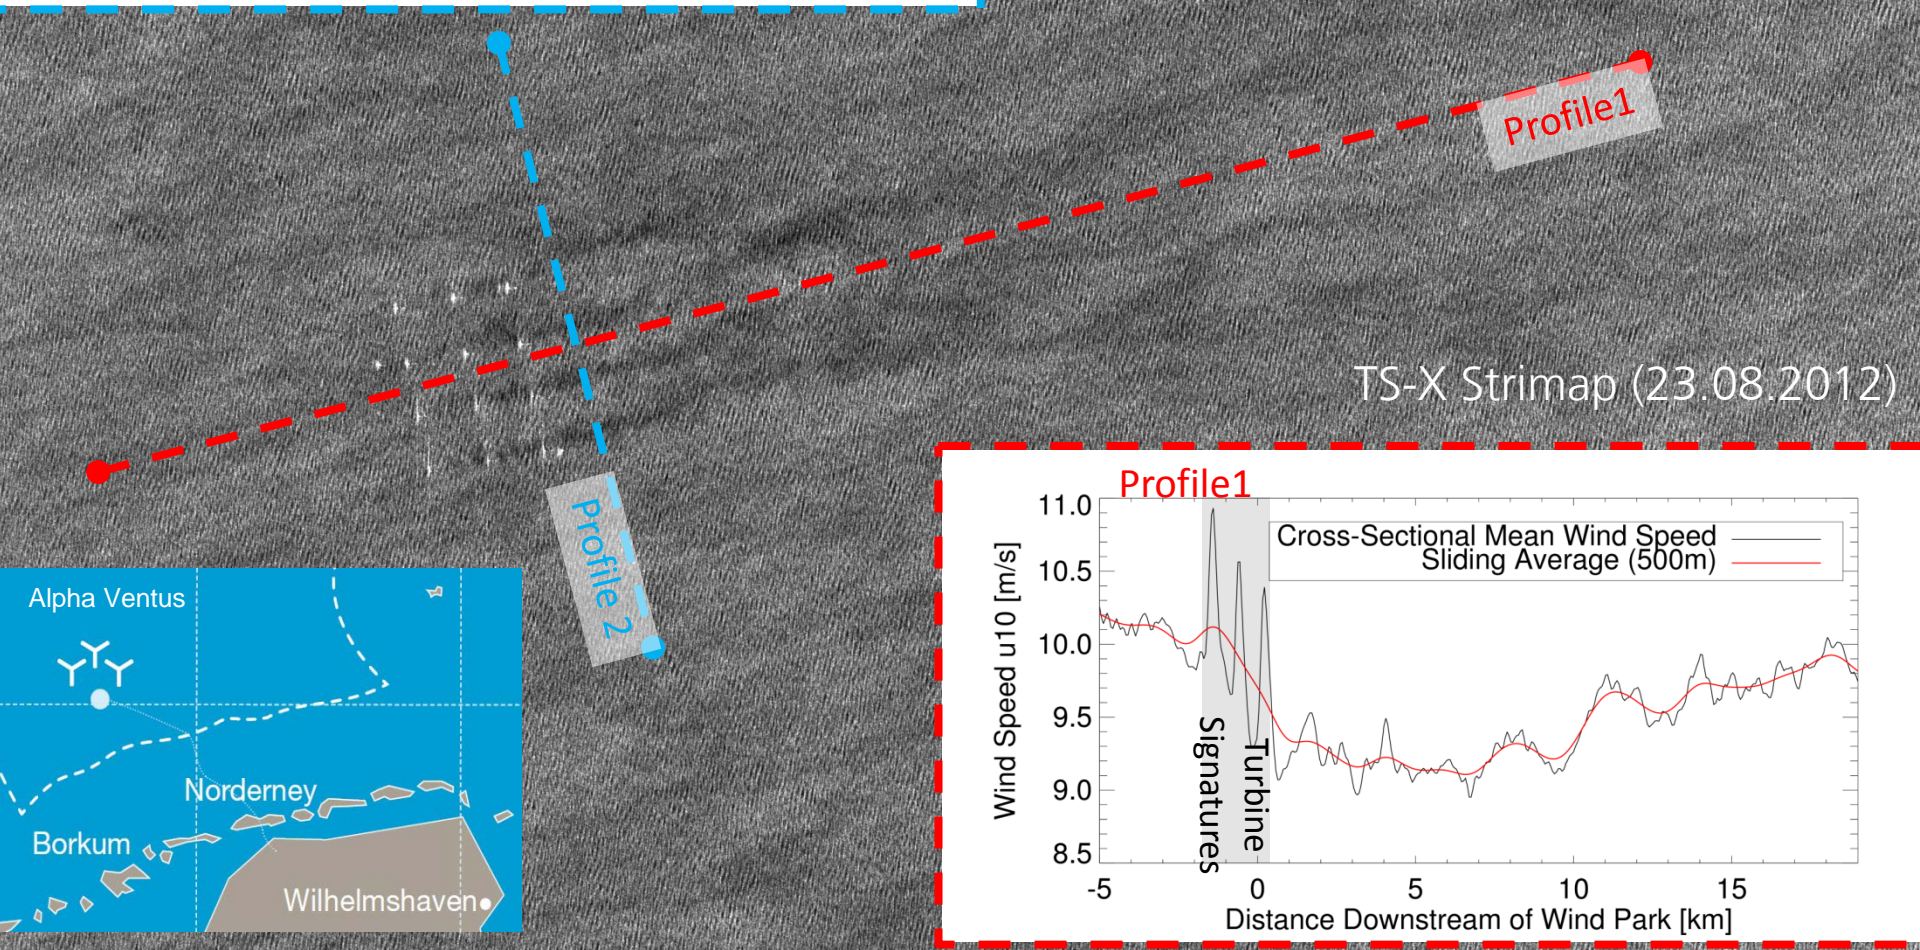 Profile1
TS-X Strimap (23.08.2012)
Profile 2
Alpha Ventus
Norderney
Borkum
Wilhelmshaven
Profile1
Cross-Sectional Mean Wind Speed
Sliding Average (500m)
Wind Speed u10 [m/s]
11.0
10.5
10.0
9.5
9.0
8.5
Turbine
Signatures
-5 0 5 10 15
Distance Downstream of Wind Park [km]